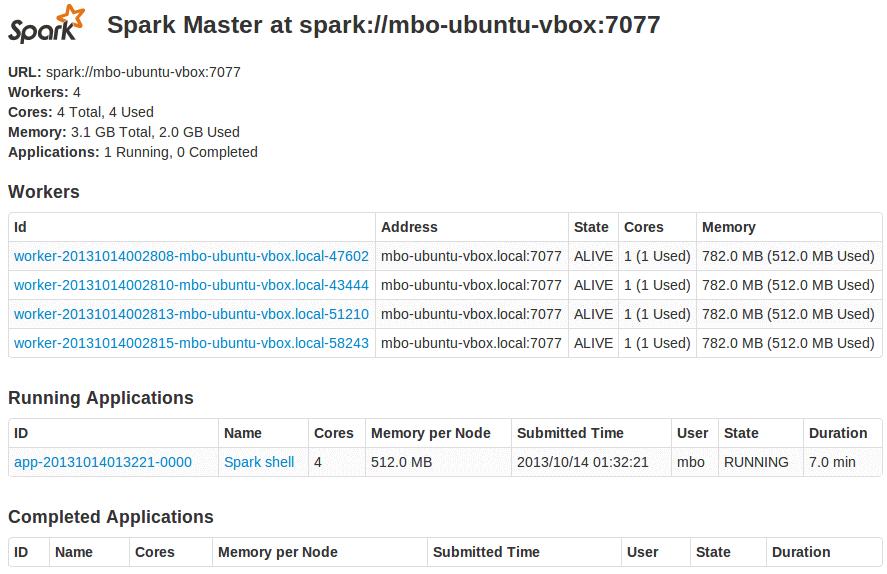 Spark
Spark Master at spark://mbo-ubuntu-vbox:7077
URL: spark://mbo-ubuntu-vbox:7077
Workers: 4
Cores: 4 Total, 4 Used
Memory: 3.1 GB Total, 2.0 GB Used
Applications: 1 Running, 0 Completed
Workers
Id Address State Cores Memory
worker-20131014002808-mbo-ubuntu-vbox.local-47602 mbo-ubuntu-vbox.local:7077 ALIVE 1 (1 Used) 782.0 MB (512.0 MB Used)
worker-20131014002810-mbo-ubuntu-vbox.local-43444 mbo-ubuntu-vbox.local:7077 ALIVE 1 (1 Used) 782.0 MB (512.0 MB Used)
worker-20131014002813-mbo-ubuntu-vbox.local-51210 mbo-ubuntu-vbox.local:7077 ALIVE 1 (1 Used) 782.0 MB (512.0 MB Used)
worker-20131014002815-mbo-ubuntu-vbox.local-58243 mbo-ubuntu-vbox.local:7077 ALIVE 1 (1 Used) 782.0 MB (512.0 MB Used)
Running Applications
ID Name Cores Memory per Node Submitted Time User State Duration
app-20131014013221-0000 Spark shell 4 512.0 MB 2013/10/14 01:32:21 mbo RUNNING 7.0 min
Completed Applications
ID Name Cores Memory per Node Submitted Time User State Duration